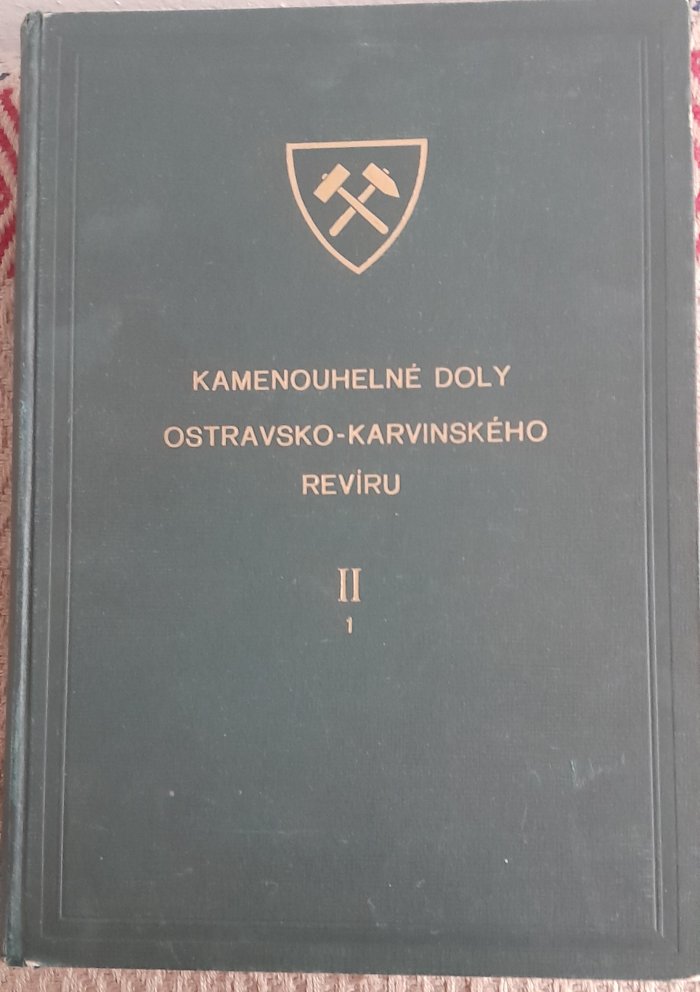 KAMENOUHELNÉ DOLY
OSTRAVSKO-KARVINSKÉHO
REVÍRU
II
1